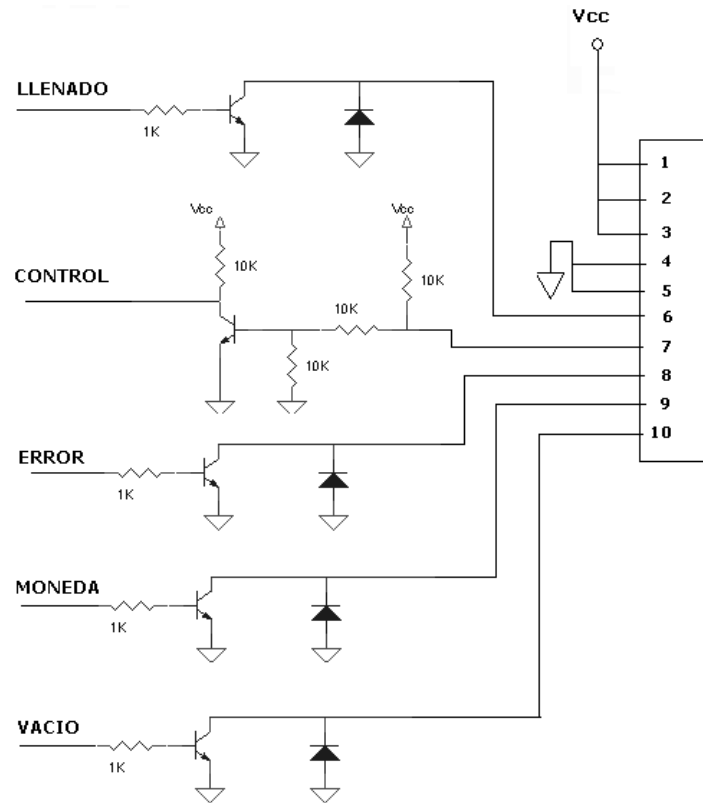 Vcc
LLENADO
1K
1
2
3
4
5
6
7
8
9
10
Vcc
Vcc
10K
10K
CONTROL
10K
10K
ERROR
1K
MONEDA
1K
VACIO
1K